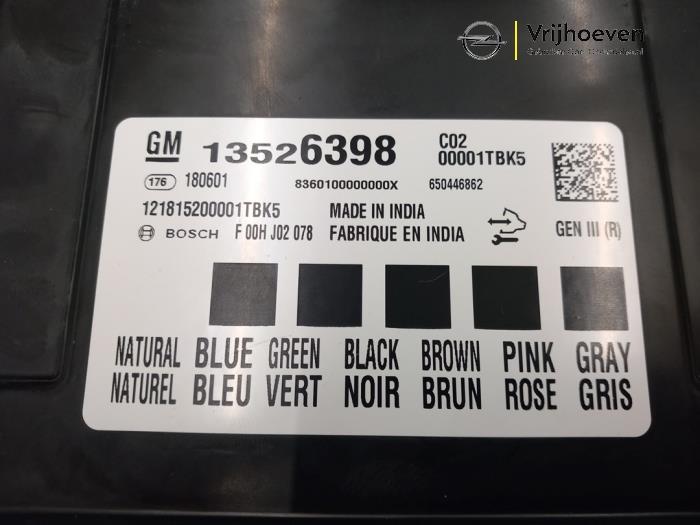 Vrijhoeven
GM 13526398
C02
00001TBK5
176 180601
8360100000000X 650446862
121815200001TBK5
MADE IN INDIA
BOSCH F 00H J02 078
FABRIQUE EN INDIA
GEN III (R)
NATURAL BLUE GREEN BLACK BROWN PINK GRAY
NATUREL BLEU VERT NOIR BRUN ROSE GRIS